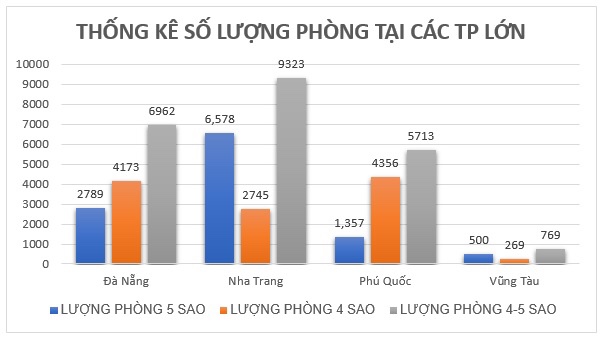 THỐNG KÊ SỐ LƯỢNG PHÒNG TẠI CÁC TP LỚN
10000
9000
8000
7000
6000
5000
4000
3000
2000
1000
0
2789
4173
6962
6,578
2745
9323
1,357
4356
5713
500
269
769
Đà Nẵng
Nha Trang
Phú Quốc
Vũng Tàu
LƯỢNG PHÒNG 5 SAO
LƯỢNG PHÒNG 4 SAO
LƯỢNG PHÒNG 4-5 SAO